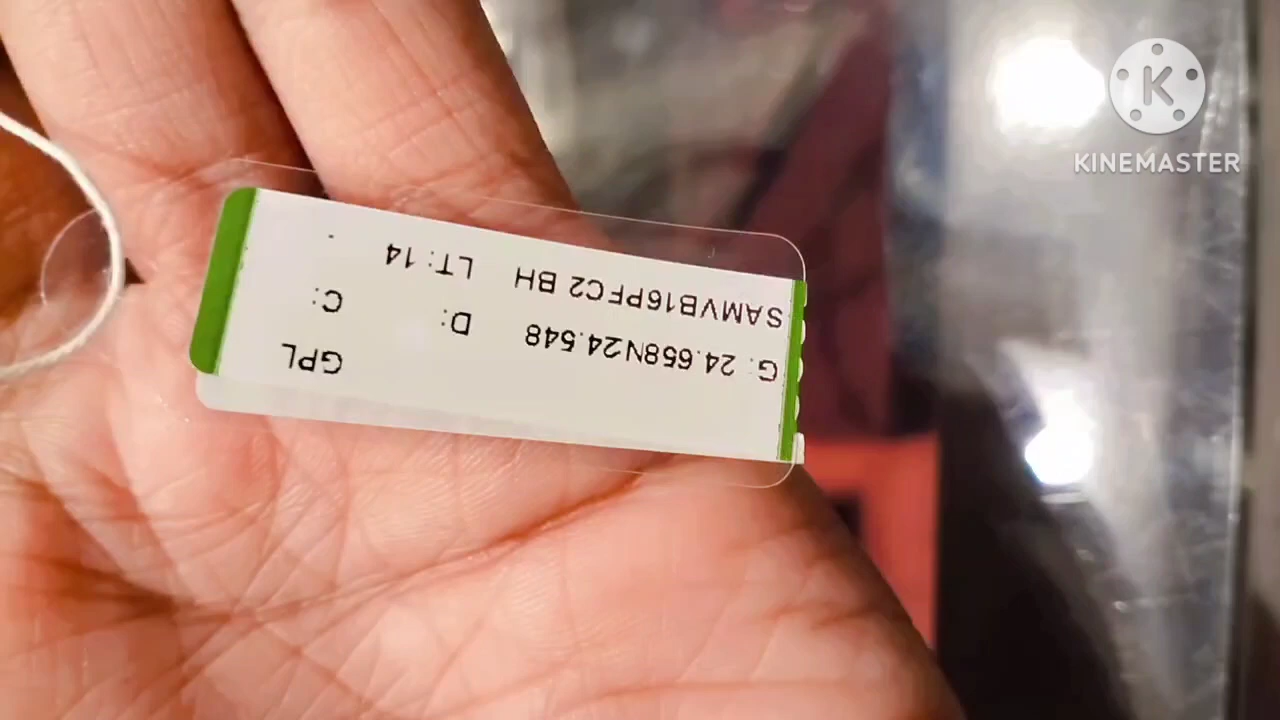 GPL
G: 24.658N24.548 D: C:
SAMVB16PFC2 BH LT: 14 -
K
KINEMASTER